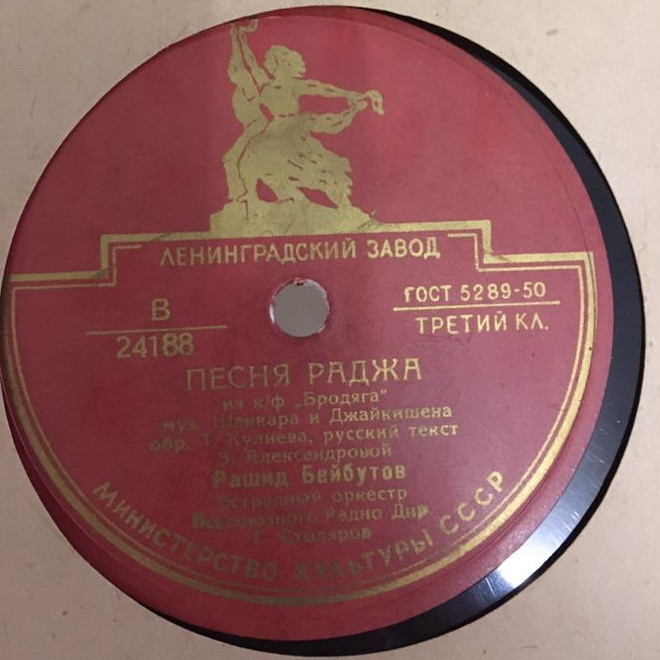 ЛЕНИНГРАДСКИЙ ЗАВОД
В
24188
ГОСТ 5289-50
ТРЕТИЙ КЛ.
ПЕСНЯ РАДЖА
из к/ф „Бродяга"
муз. Шанкара и Джайкишена
обр. Т. Кулиева, русский текст
З. Александровой
Рашид Бейбутов
Эстрадный оркестр
Всесоюзного Радио Дир.
Г. Столяров
МИНИСТЕРСТВО КУЛЬТУРЫ СССР